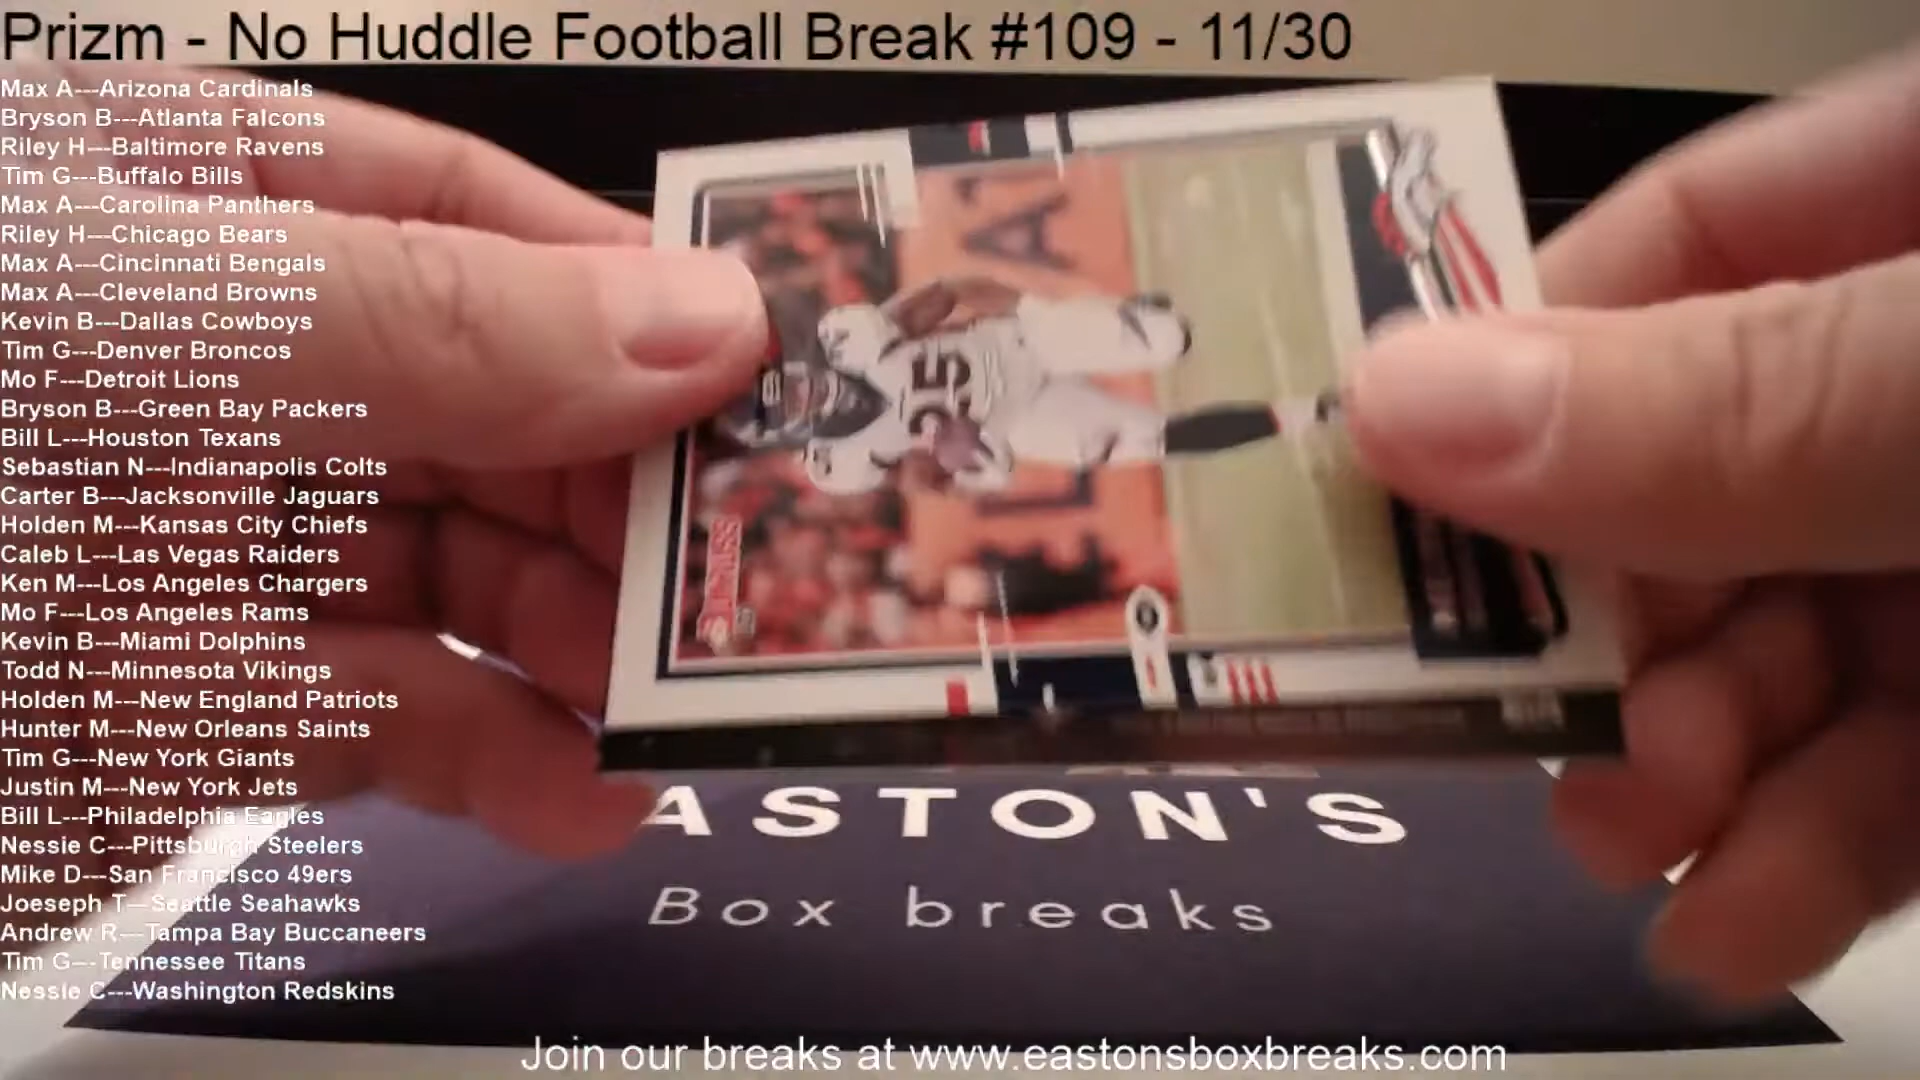 Prizm - No Huddle Football Break #109 - 11/30
Max A---Arizona Cardinals
Bryson B---Atlanta Falcons
Riley H---Baltimore Ravens
Tim G---Buffalo Bills
Max A---Carolina Panthers
Riley H---Chicago Bears
Max A---Cincinnati Bengals
Max A---Cleveland Browns
Kevin B---Dallas Cowboys
Tim G---Denver Broncos
Mo F---Detroit Lions
Bryson B---Green Bay Packers
Bill L---Houston Texans
Sebastian N---Indianapolis Colts
Carter B---Jacksonville Jaguars
Holden M---Kansas City Chiefs
Caleb L---Las Vegas Raiders
Ken M---Los Angeles Chargers
Mo F---Los Angeles Rams
Kevin B---Miami Dolphins
Todd N---Minnesota Vikings
Holden M---New England Patriots
Hunter M---New Orleans Saints
Tim G---New York Giants
Justin M---New York Jets
Bill L---Philadelphia Eagles
Nessie C---Pittsburgh Steelers
Mike D---San Francisco 49ers
Joeseph T---Seattle Seahawks
Andrew R---Tampa Bay Buccaneers
Tim G---Tennessee Titans
Nessie C---Washington Redskins
25
Donruss
EASTON'S
Box breaks
Join our breaks at www.eastonsboxbreaks.com